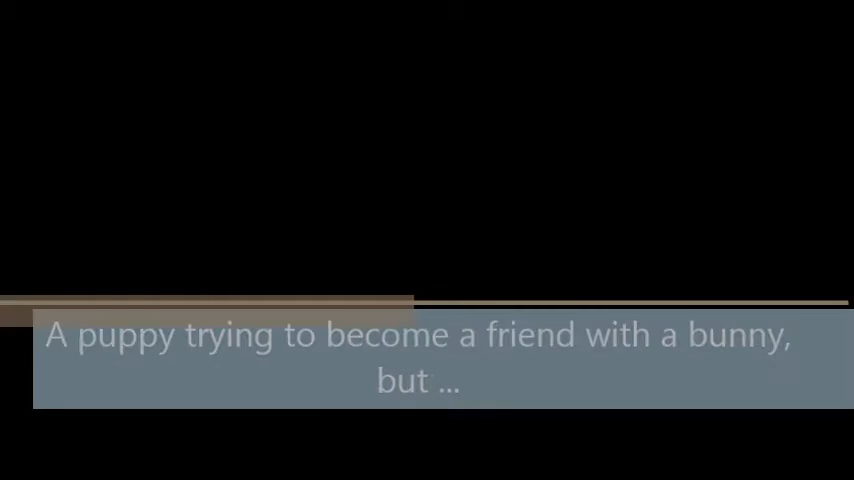 A puppy trying to become a friend with a bunny,
but ...